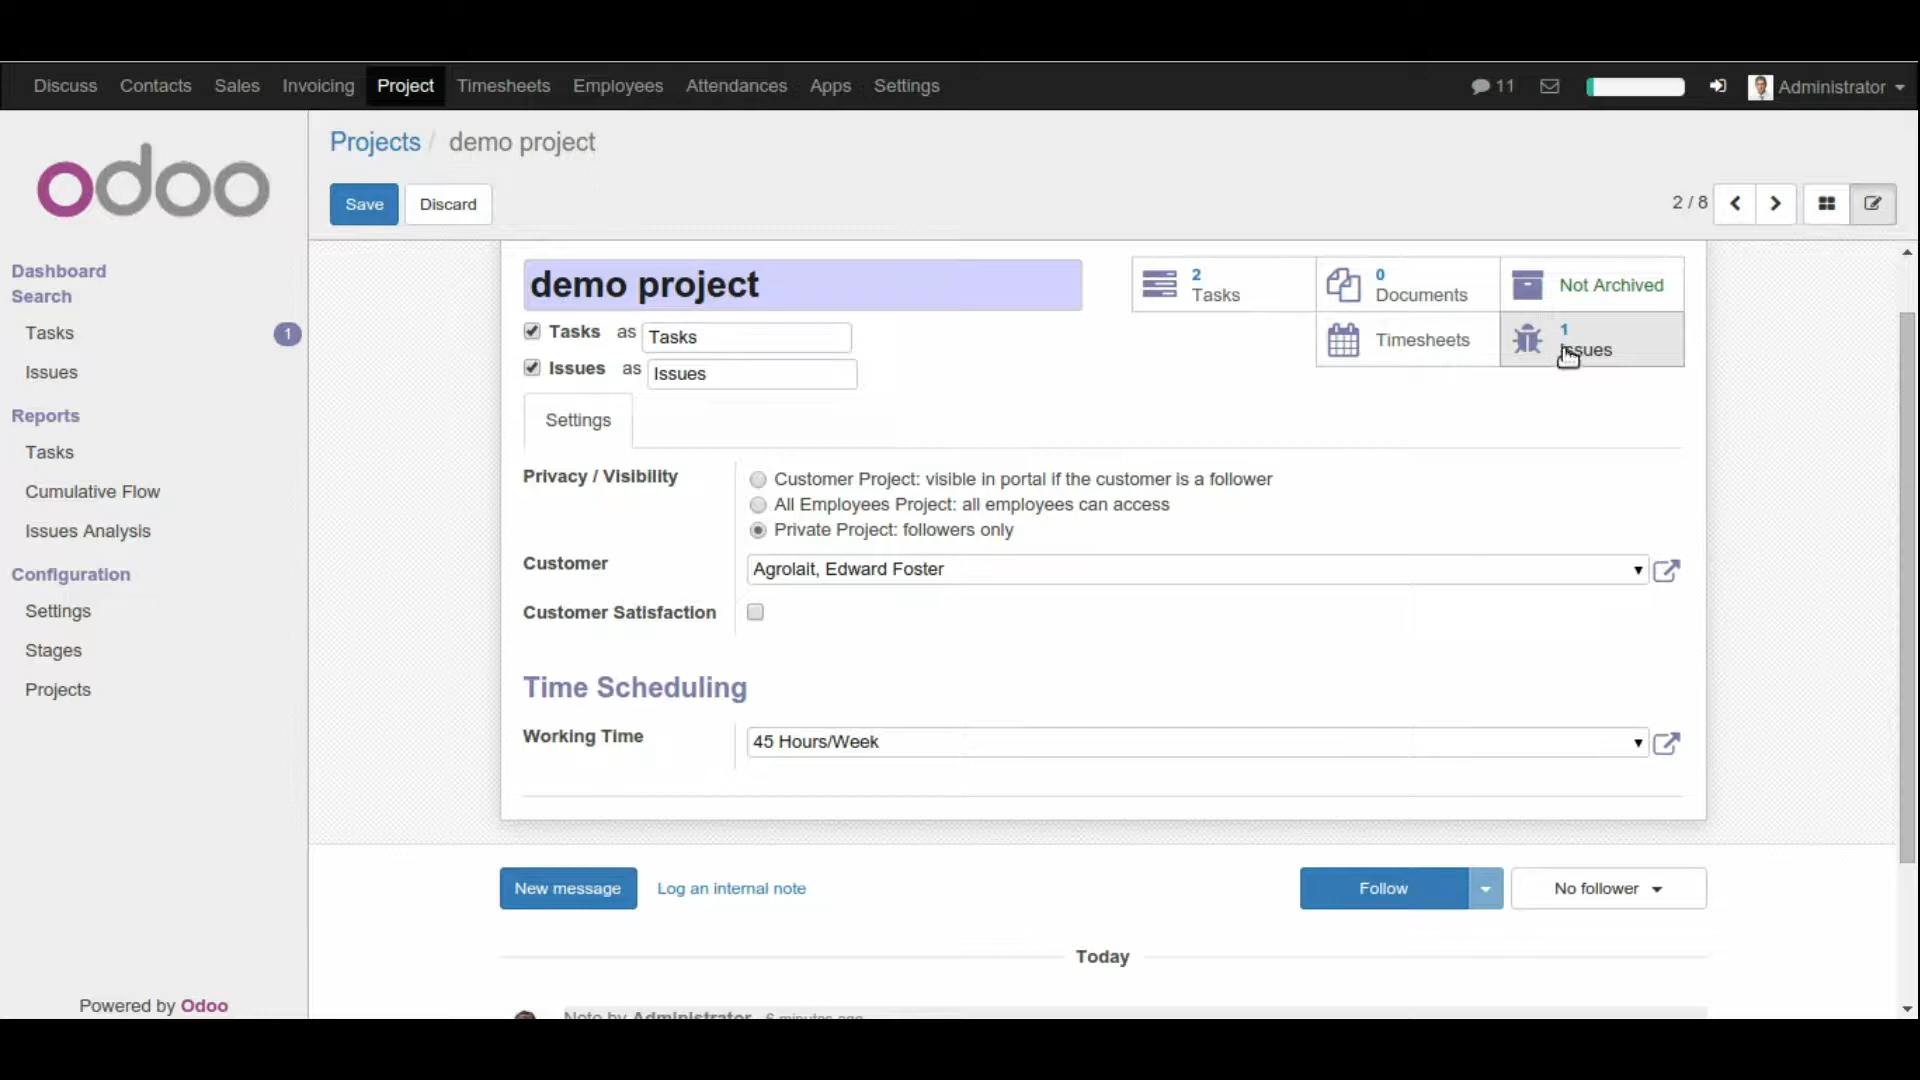 Discuss Contacts Sales Invoicing Project Timesheets Employees Attendances Apps Settings 11 Administrator
odoo
Projects / demo project
Save Discard 2 / 8
Dashboard
Search
Tasks 1
Issues
Reports
Tasks
Cumulative Flow
Issues Analysis
Configuration
Settings
Stages
Projects
Powered by Odoo
demo project
2
Tasks
0
Documents
Not Archived
Timesheets
1
Issues
Tasks as Tasks
Issues as Issues
Settings
Privacy / Visibility
Customer Project: visible in portal if the customer is a follower
All Employees Project: all employees can access
Private Project: followers only
Customer Agrolait, Edward Foster
Customer Satisfaction
Time Scheduling
Working Time 45 Hours/Week
New message Log an internal note Follow No follower
Today
Note by Administrator - 6 minutes ago